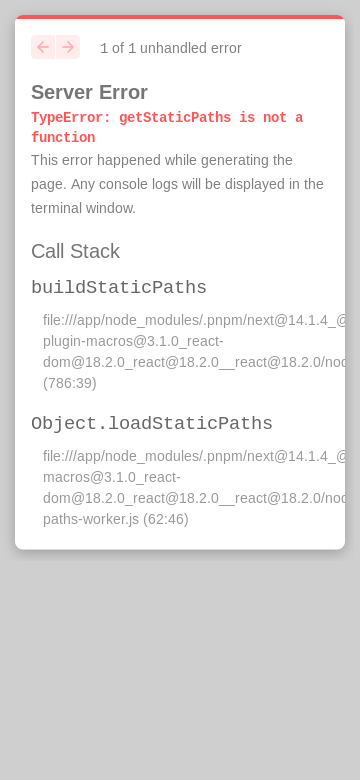 1 of 1 unhandled error
Server Error
TypeError: getStaticPaths is not a
function
This error happened while generating the
page. Any console logs will be displayed in the
terminal window.
Call Stack
buildStaticPaths
file:///app/node_modules/.pnpm/next@14.1.4_@
plugin-macros@3.1.0_react-
dom@18.2.0_react@18.2.0__react@18.2.0/nod
(786:39)
Object.loadStaticPaths
file:///app/node_modules/.pnpm/next@14.1.4_@
macros@3.1.0_react-
dom@18.2.0_react@18.2.0__react@18.2.0/nod
paths-worker.js (62:46)